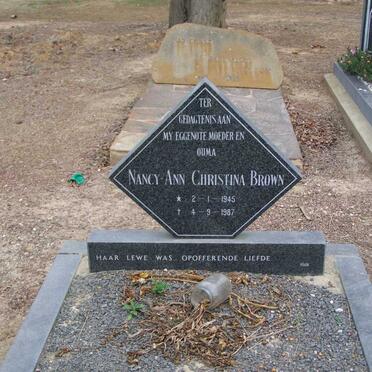 TER
GEDAGTENIS AAN
MY EGGENOTE, MOEDER EN
OUMA
NANCY ANN CHRISTINA BROWN
* 2-1-1945
† 4-9-1987
HAAR LEWE WAS OPOFFERENDE LIEFDE